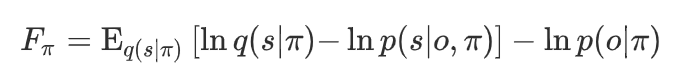 F_π = E_{q(s|π)} [ln q(s|π) − ln p(s|o, π)] − ln p(o|π)